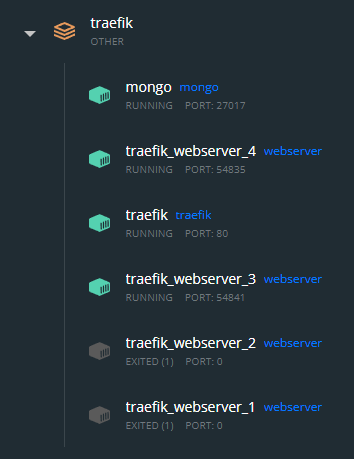 traefik
OTHER
mongo mongo
RUNNING PORT: 27017
traefik_webserver_4 webserver
RUNNING PORT: 54835
traefik traefik
RUNNING PORT: 80
traefik_webserver_3 webserver
RUNNING PORT: 54841
traefik_webserver_2 webserver
EXITED (1) PORT: 0
traefik_webserver_1 webserver
EXITED (1) PORT: 0